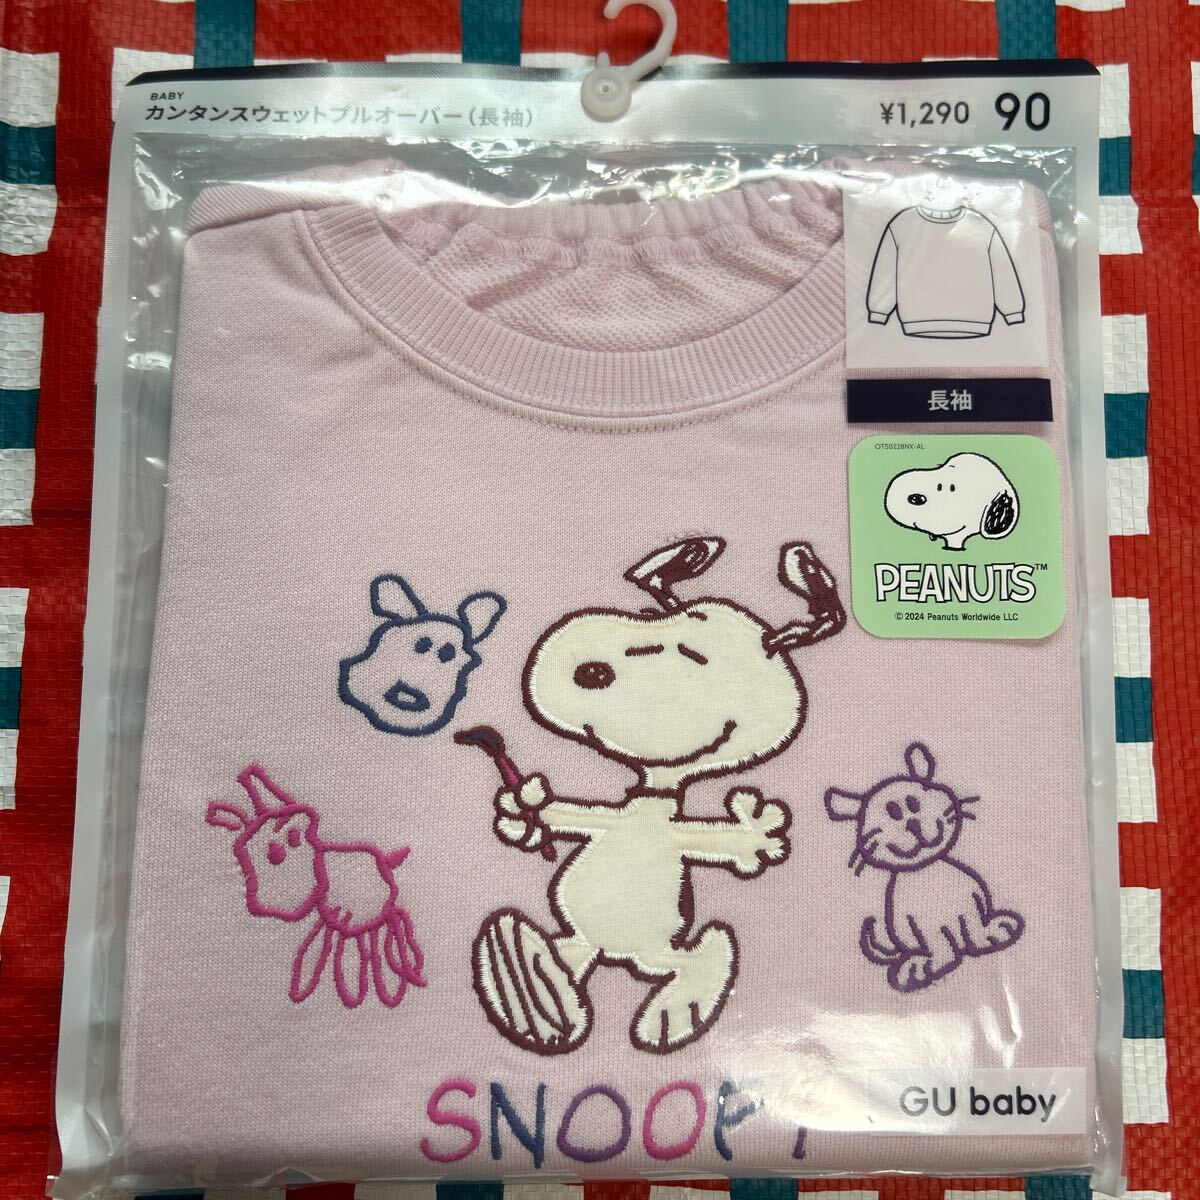 BABY
カンタンスウェットプルオーバー(長袖)
¥1,290 90
長袖
OT50228NX-AL
PEANUTS™
© 2024 Peanuts Worldwide LLC
SNOOPY
GU baby